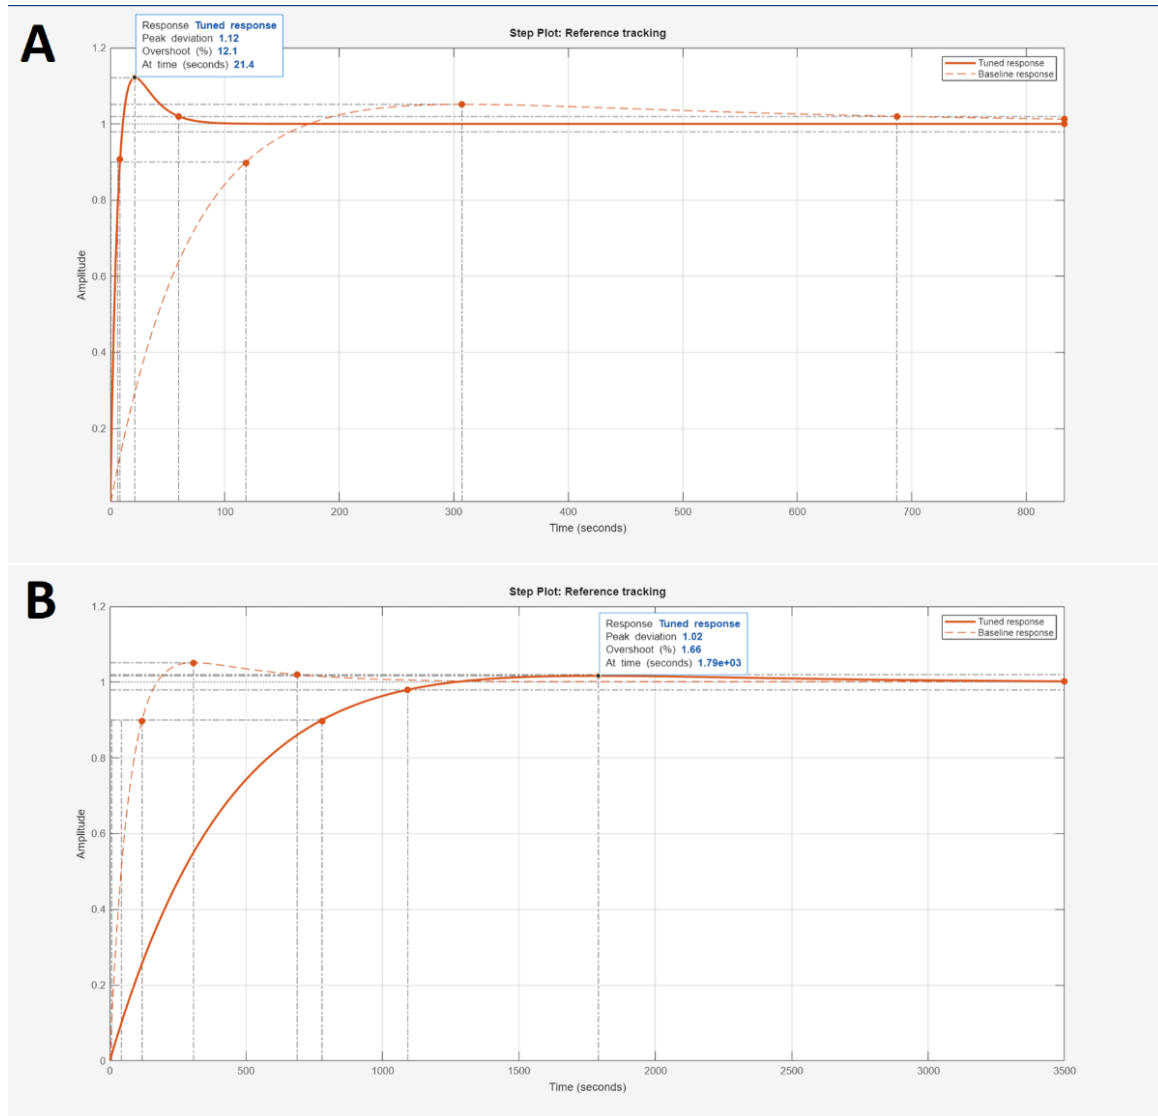 A
Response Tuned response
Peak deviation 1.12
Overshoot (%) 12.1
At time (seconds) 21.4
Step Plot: Reference tracking
Tuned response
Baseline response
1.2
1
0.8
0.6
0.4
0.2
Amplitude
0 100 200 300 400 500 600 700 800
Time (seconds)
B
Step Plot: Reference tracking
Response Tuned response
Peak deviation 1.02
Overshoot (%) 1.66
At time (seconds) 1.79e+03
Tuned response
Baseline response
1.2
1
0.8
0.6
0.4
0.2
0
Amplitude
0 500 1000 1500 2000 2500 3000 3500
Time (seconds)